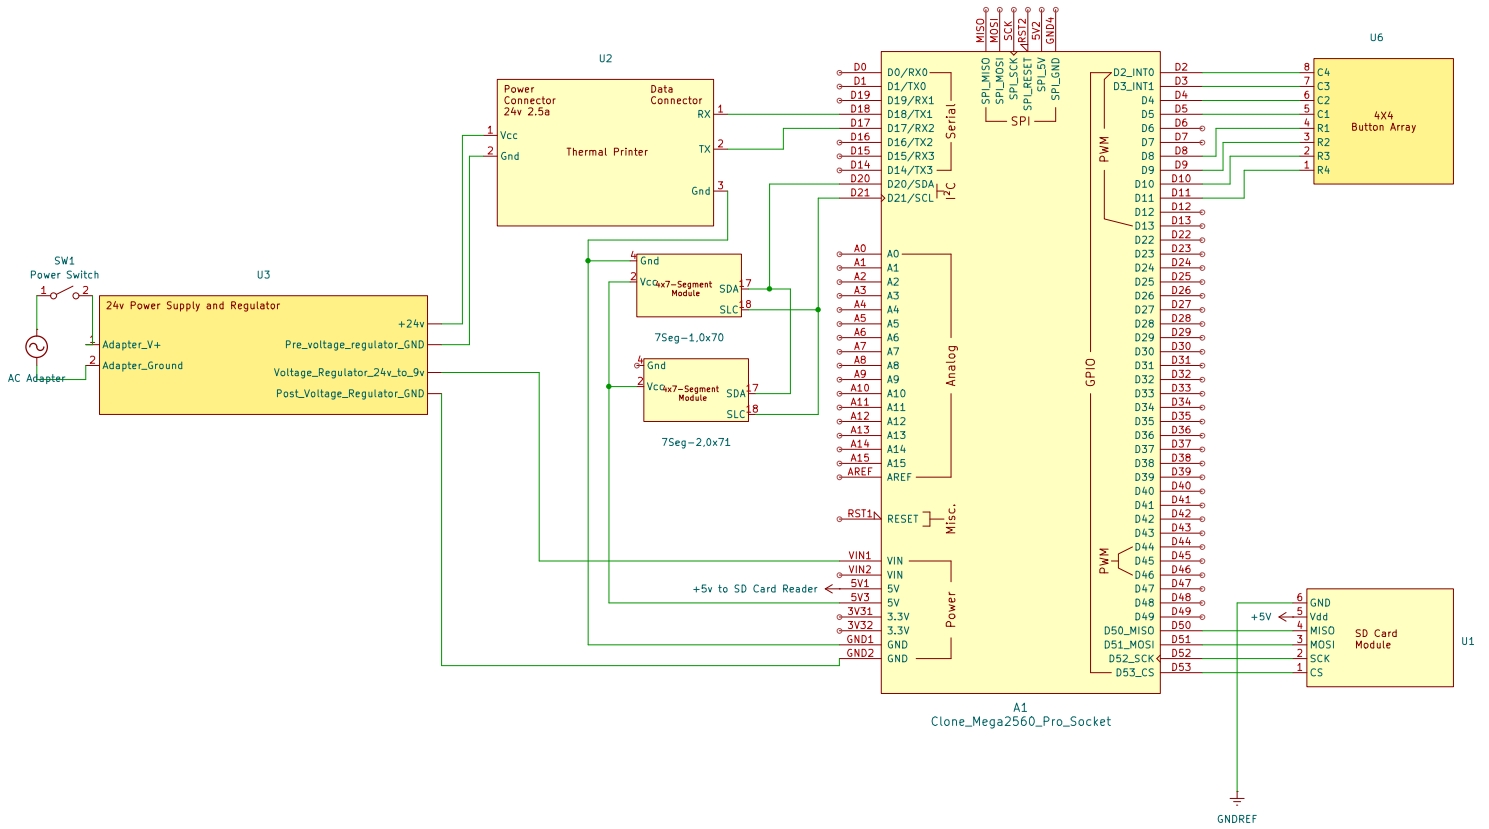 MISO
MOSI
SCK
RST2
5V2
GND4
U2
Power
Connector
24v 2.5a
Data
Connector
RX
1
1
Vcc
2
Gnd
TX
2
Thermal Printer
Gnd
3
SW1
Power Switch
1
2
U3
24v Power Supply and Regulator
+24v
1
Adapter_V+
Pre_voltage_regulator_GND
2
Adapter_Ground
Voltage_Regulator_24v_to_9v
Post_Voltage_Regulator_GND
AC Adapter
4
Gnd
2
Vcc
4x7-Segment
Module
SDA
17
SLC
18
7Seg-1,0x70
4
Gnd
2
Vcc
4x7-Segment
Module
SDA
17
SLC
18
7Seg-2,0x71
D0
D0/RX0
D1
D1/TX0
D19
D19/RX1
D18
D18/TX1
D17
D17/RX2
D16
D16/TX2
D15
D15/RX3
D14
D14/TX3
D20
D20/SDA
D21
D21/SCL
Serial
I²C
SPI_MISO
SPI_MOSI
SPI_SCK
SPI_RESET
SPI_5V
SPI_GND
SPI
A0
A0
A1
A1
A2
A2
A3
A3
A4
A4
A5
A5
A6
A6
A7
A7
A8
A8
A9
A9
A10
A10
A11
A11
A12
A12
A13
A13
A14
A14
A15
A15
AREF
AREF
Analog
RST1
RESET
Misc.
VIN1
VIN
VIN2
VIN
+5v to SD Card Reader
5V1
5V
5V3
5V
3V31
3.3V
3V32
3.3V
GND1
GND
GND2
GND
Power
PWM
GPIO
PWM
D2_INT0
D2
D3_INT1
D3
D4
D4
D5
D5
D6
D6
D7
D7
D8
D8
D9
D9
D10
D10
D11
D11
D12
D12
D13
D13
D22
D22
D23
D23
D24
D24
D25
D25
D26
D26
D27
D27
D28
D28
D29
D29
D30
D30
D31
D31
D32
D32
D33
D33
D34
D34
D35
D35
D36
D36
D37
D37
D38
D38
D39
D39
D40
D40
D41
D41
D42
D42
D43
D43
D44
D44
D45
D45
D46
D46
D47
D47
D48
D48
D49
D49
D50_MISO
D50
D51_MOSI
D51
D52_SCK
D52
D53_CS
D53
A1
Clone_Mega2560_Pro_Socket
U6
8
C4
7
C3
6
C2
5
C1
4
R1
3
R2
2
R3
1
R4
4X4
Button Array
6
GND
+5V
5
Vdd
4
MISO
3
MOSI
2
SCK
1
CS
SD Card
Module
U1
GNDREF